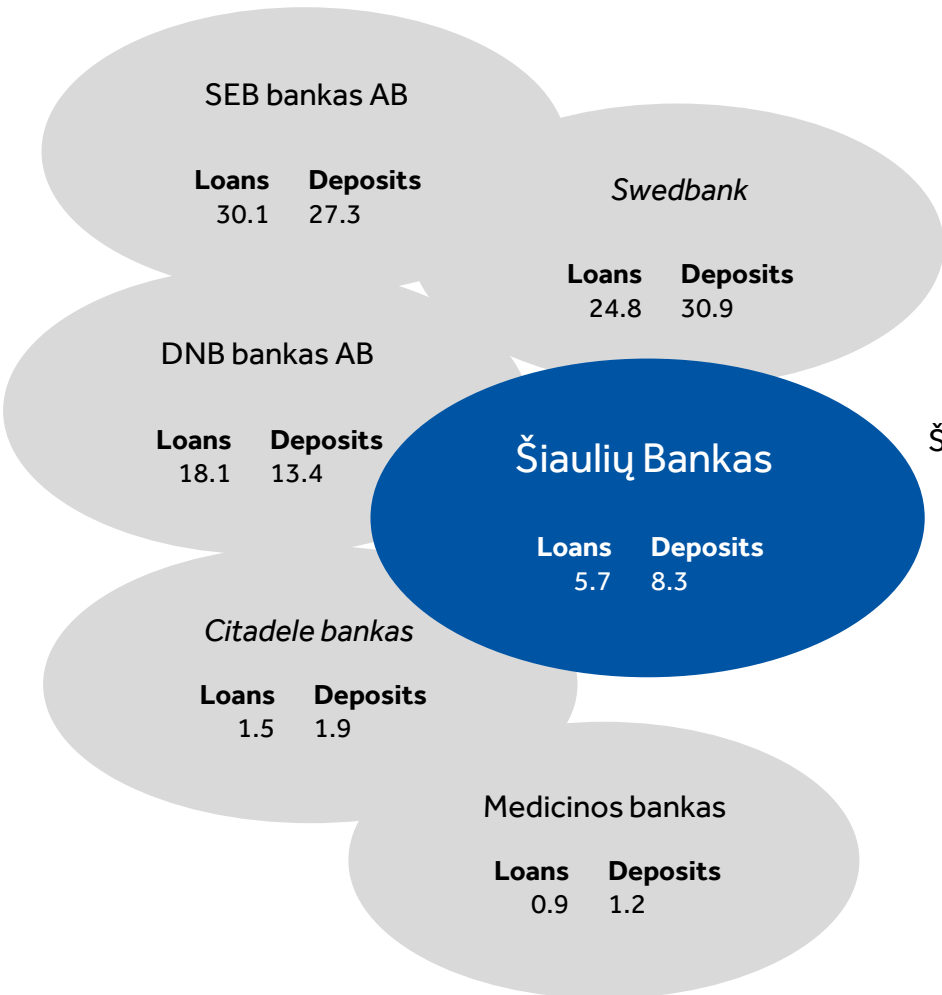 SEB bankas AB
Loans Deposits
30.1 27.3
Swedbank
Loans Deposits
24.8 30.9
DNB bankas AB
Loans Deposits
18.1 13.4
Šiaulių Bankas
Loans Deposits
5.7 8.3
Š
Citadele bankas
Loans Deposits
1.5 1.9
Medicinos bankas
Loans Deposits
0.9 1.2